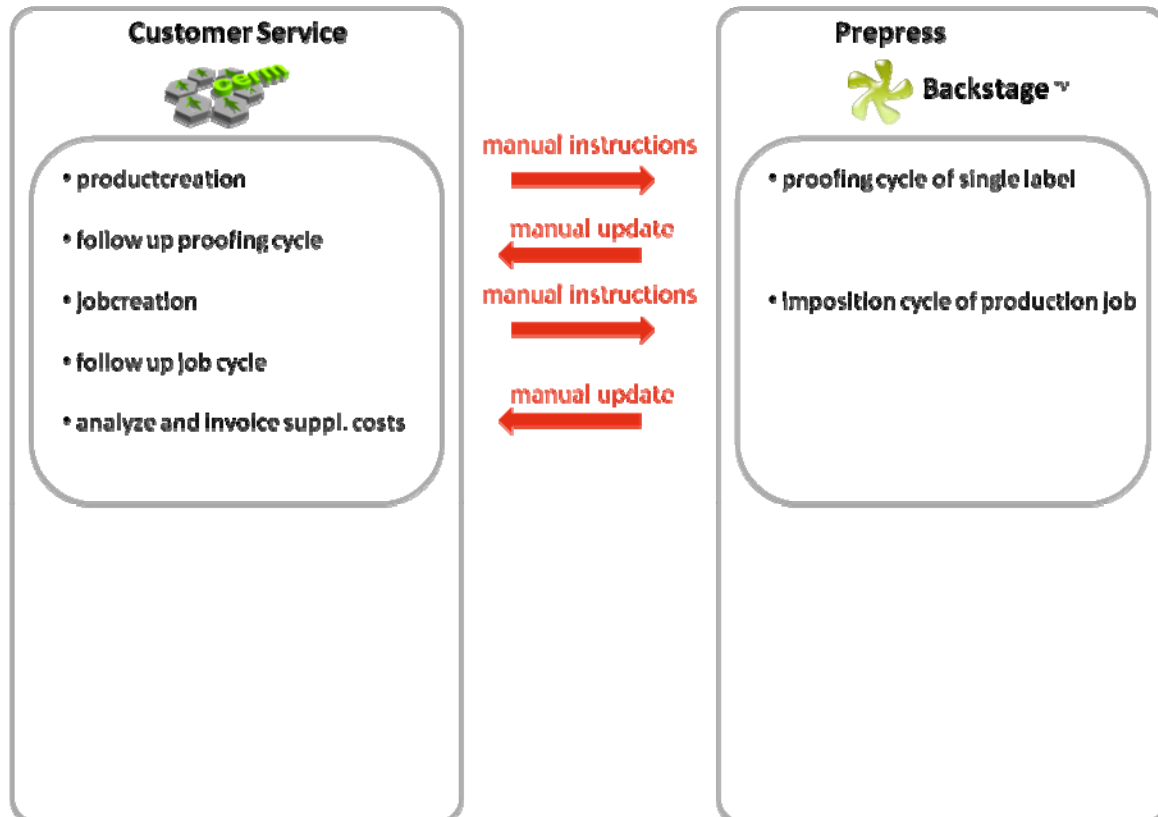 Customer Service
cerm
• productcreation
• follow up proofing cycle
• jobcreation
• follow up job cycle
• analyze and invoice suppl. costs
manual instructions
manual update
manual instructions
manual update
Prepress
Backstage™
• proofing cycle of single label
• imposition cycle of production job